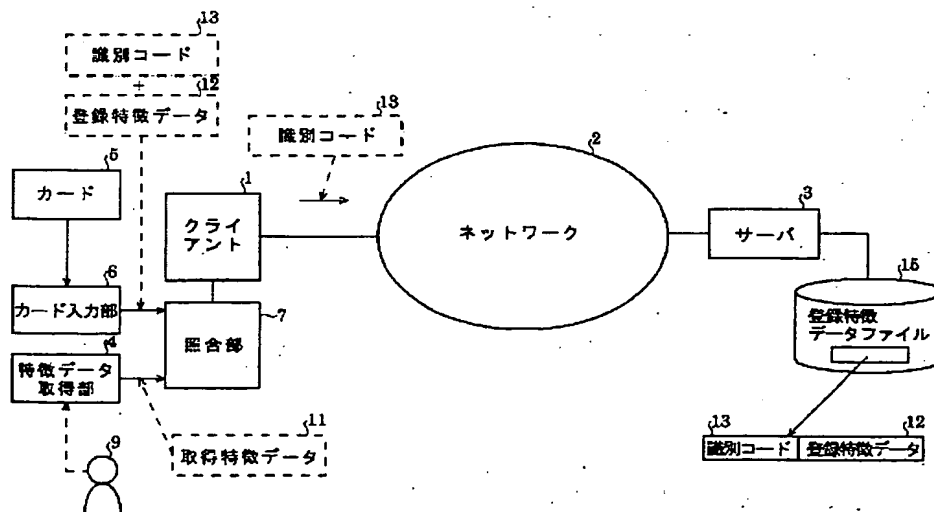 13
識別コード
+
12
登録特徴データ
13
識別コード
5
カード
1
クライ
アント
2
ネットワーク
3
サーバ
6
カード入力部
7
照合部
4
特徴データ
取得部
15
登録特徴
データファイル
11
取得特徴データ
9
13
識別コード
12
登録特徴データ